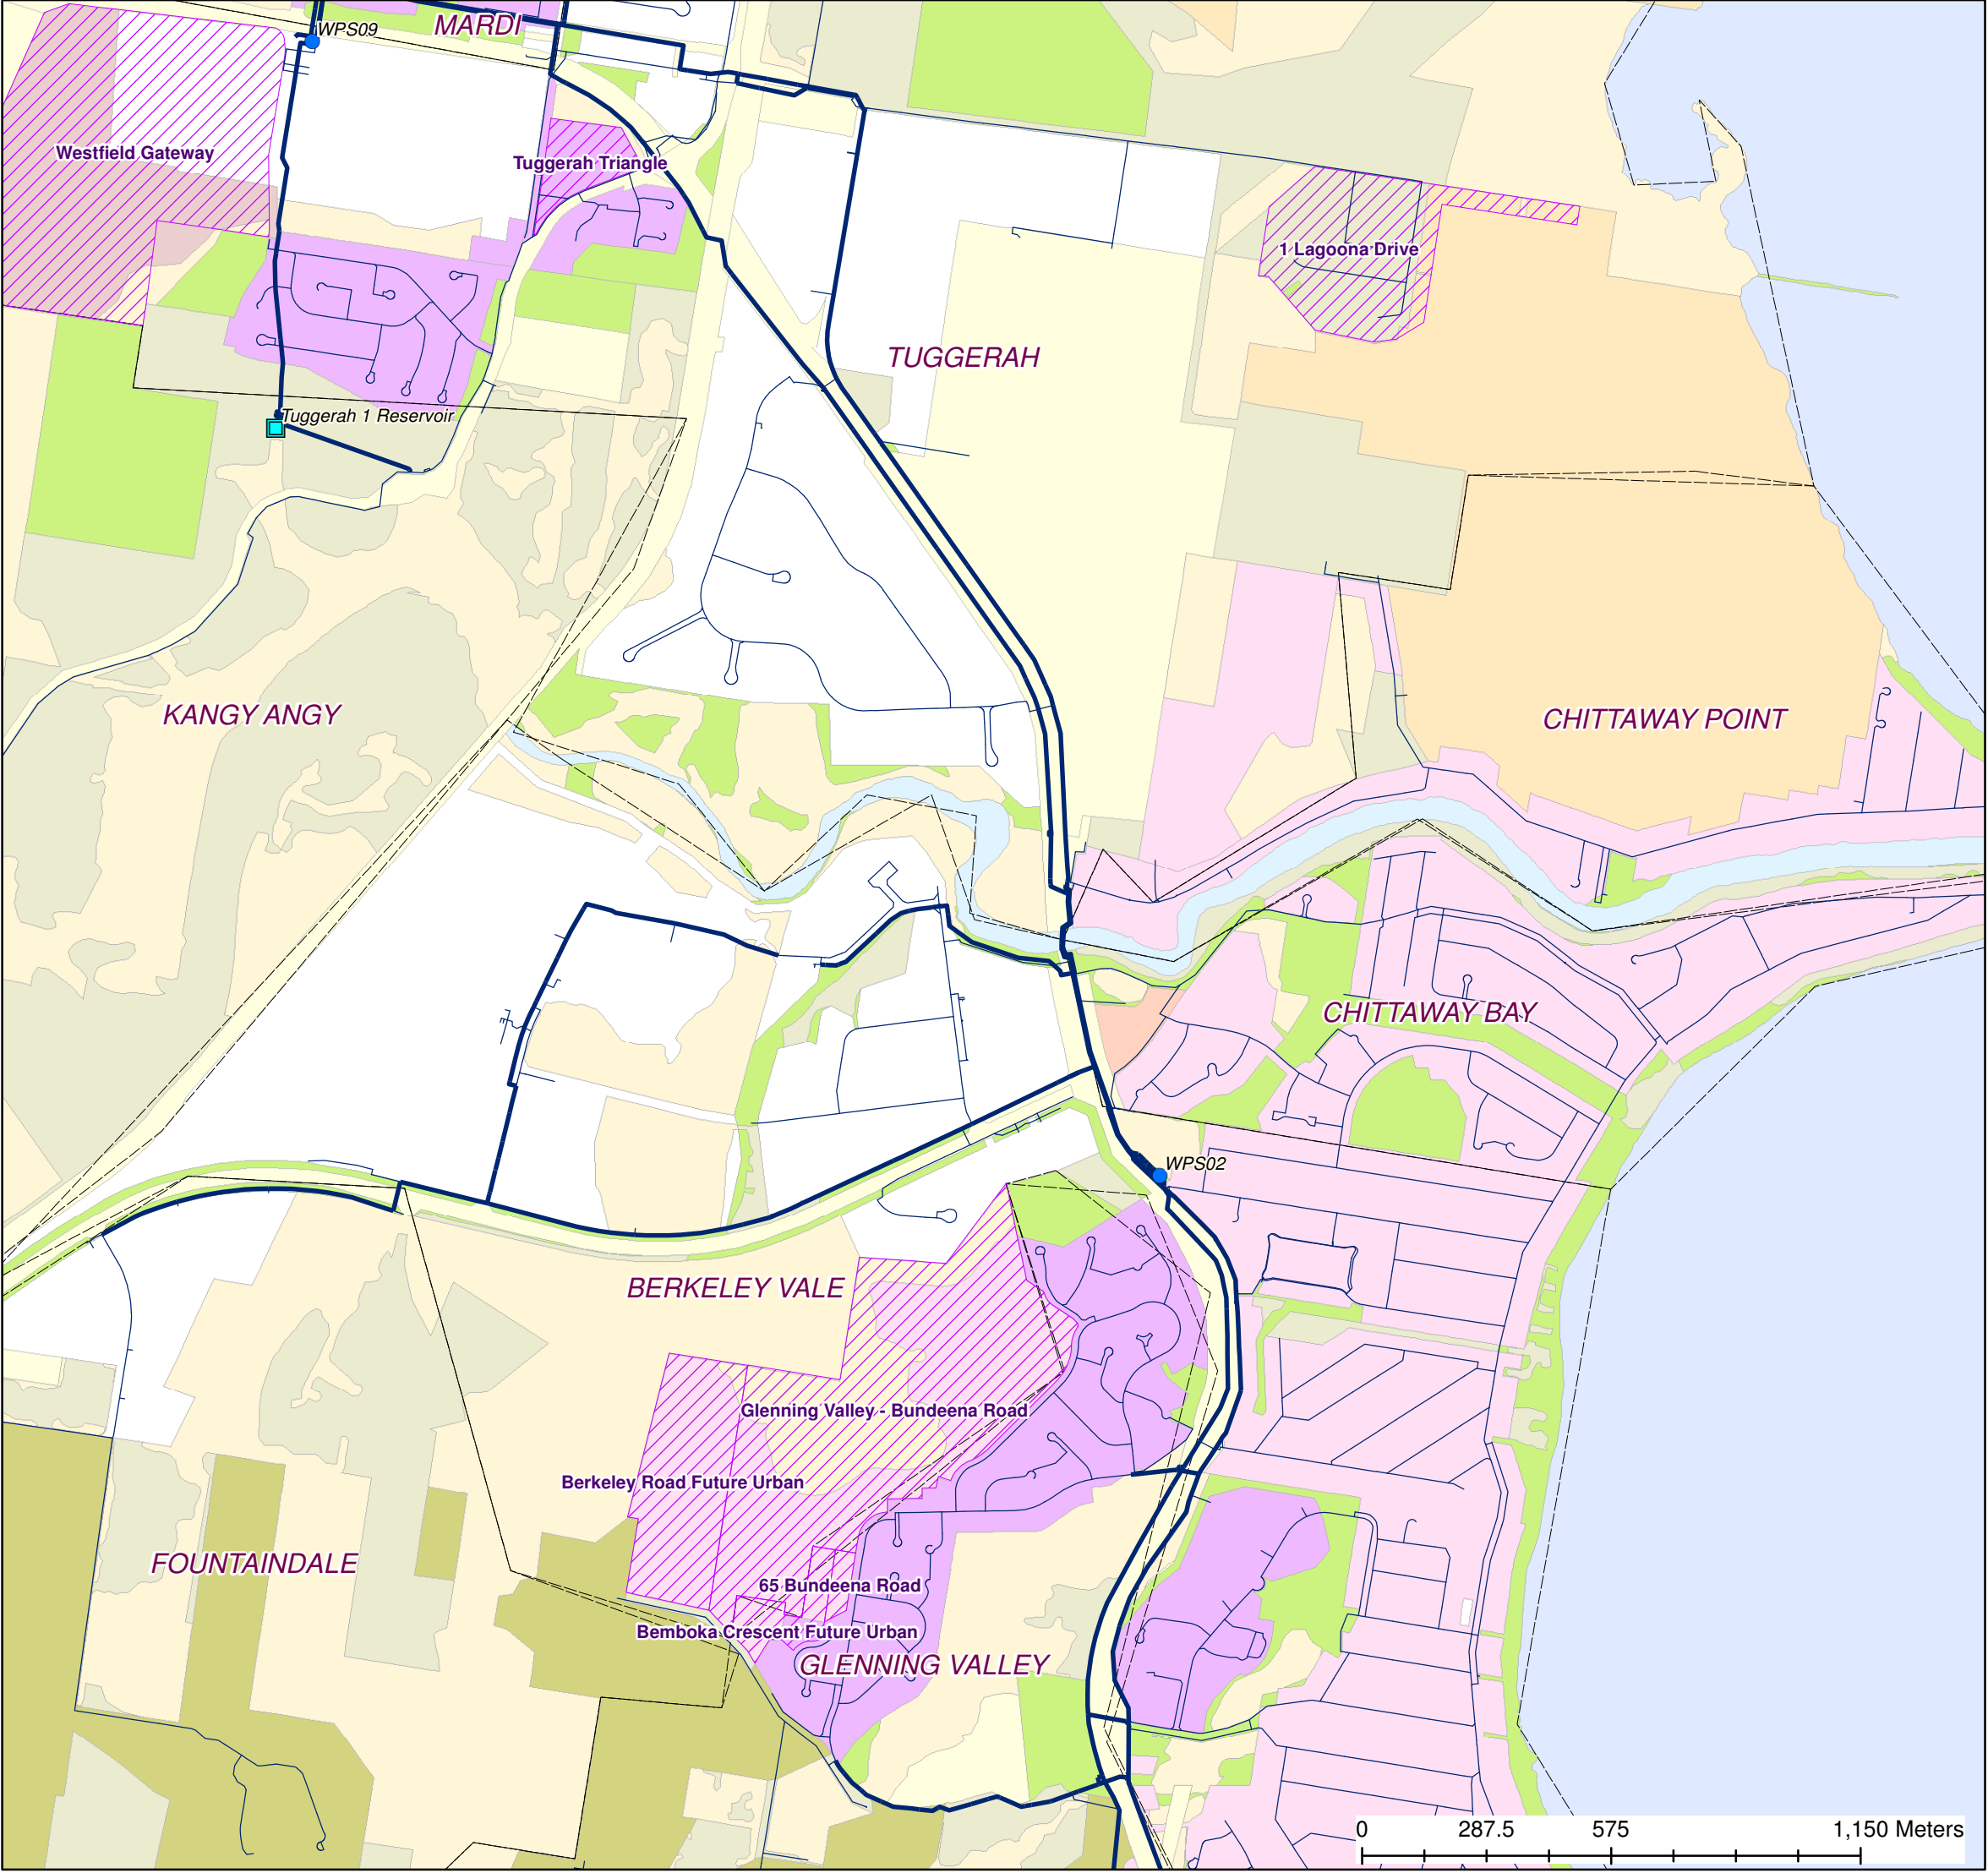 MARDI
WPS09
Westfield Gateway
Tuggerah Triangle
1 Lagoona Drive
TUGGERAH
Tuggerah 1 Reservoir
KANGY ANGY
CHITTAWAY POINT
CHITTAWAY BAY
WPS02
BERKELEY VALE
Glenning Valley - Bundeena Road
Berkeley Road Future Urban
FOUNTAINDALE
65 Bundeena Road
Bemboka Crescent Future Urban
GLENNING VALLEY
0 287.5 575 1,150 Meters